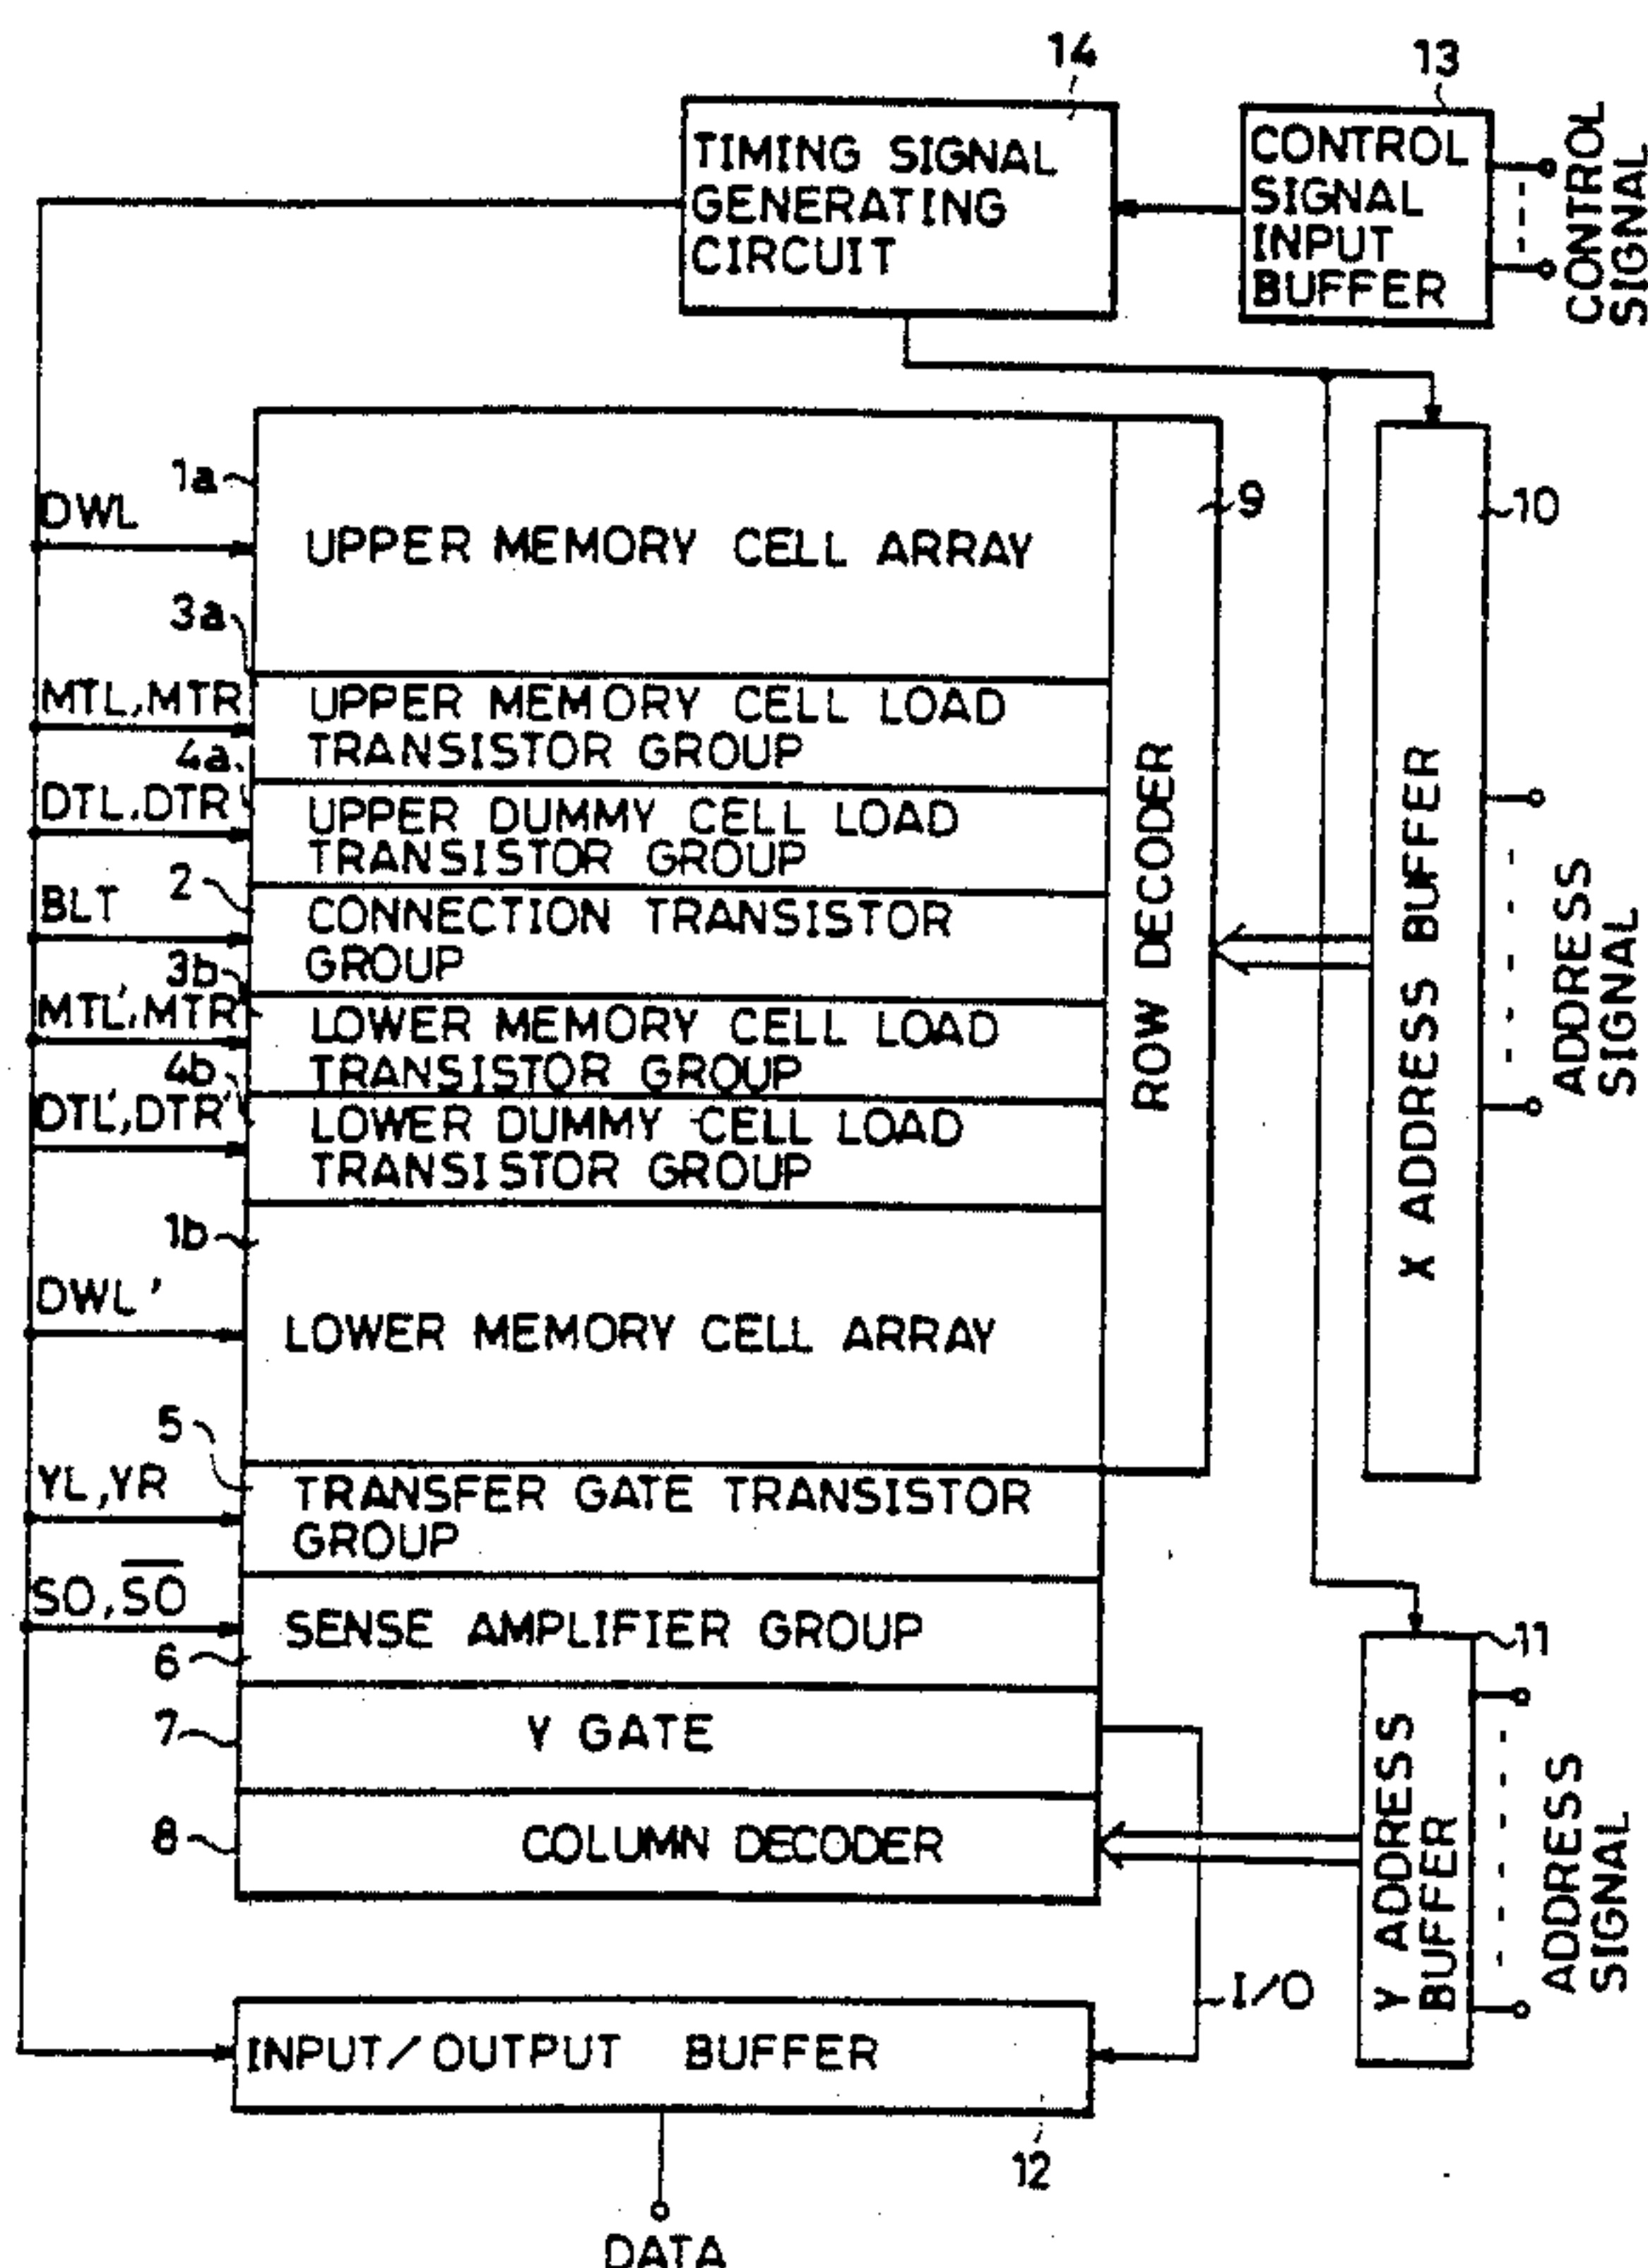 14
13
TIMING SIGNAL
GENERATING
CIRCUIT
CONTROL
SIGNAL
INPUT
BUFFER
CONTROL
SIGNAL
1a
DWL
UPPER MEMORY CELL ARRAY
9
10
3a
MTL,MTR
UPPER MEMORY CELL LOAD
TRANSISTOR GROUP
4a
DTL,DTR
UPPER DUMMY CELL LOAD
TRANSISTOR GROUP
2
BLT
CONNECTION TRANSISTOR
GROUP
3b
MTL',MTR'
LOWER MEMORY CELL LOAD
TRANSISTOR GROUP
4b
DTL',DTR'
LOWER DUMMY CELL LOAD
TRANSISTOR GROUP
ROW DECODER
X ADDRESS BUFFER
ADDRESS
SIGNAL
1b
DWL'
LOWER MEMORY CELL ARRAY
5
YL,YR
TRANSFER GATE TRANSISTOR
GROUP
SO,S̅O̅
SENSE AMPLIFIER GROUP
6
11
7
Y GATE
8
COLUMN DECODER
Y ADDRESS
BUFFER
ADDRESS
SIGNAL
I/O
INPUT/OUTPUT BUFFER
12
DATA